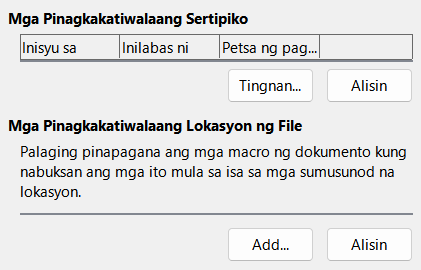 Mga Pinagkakatiwalaang Sertipiko
Inisyu sa Inilabas ni Petsa ng pag...
Tingnan... Alisin
Mga Pinagkakatiwalaang Lokasyon ng File
Palaging pinapagana ang mga macro ng dokumento kung
nabuksan ang mga ito mula sa isa sa mga sumusunod na
lokasyon.
Add... Alisin